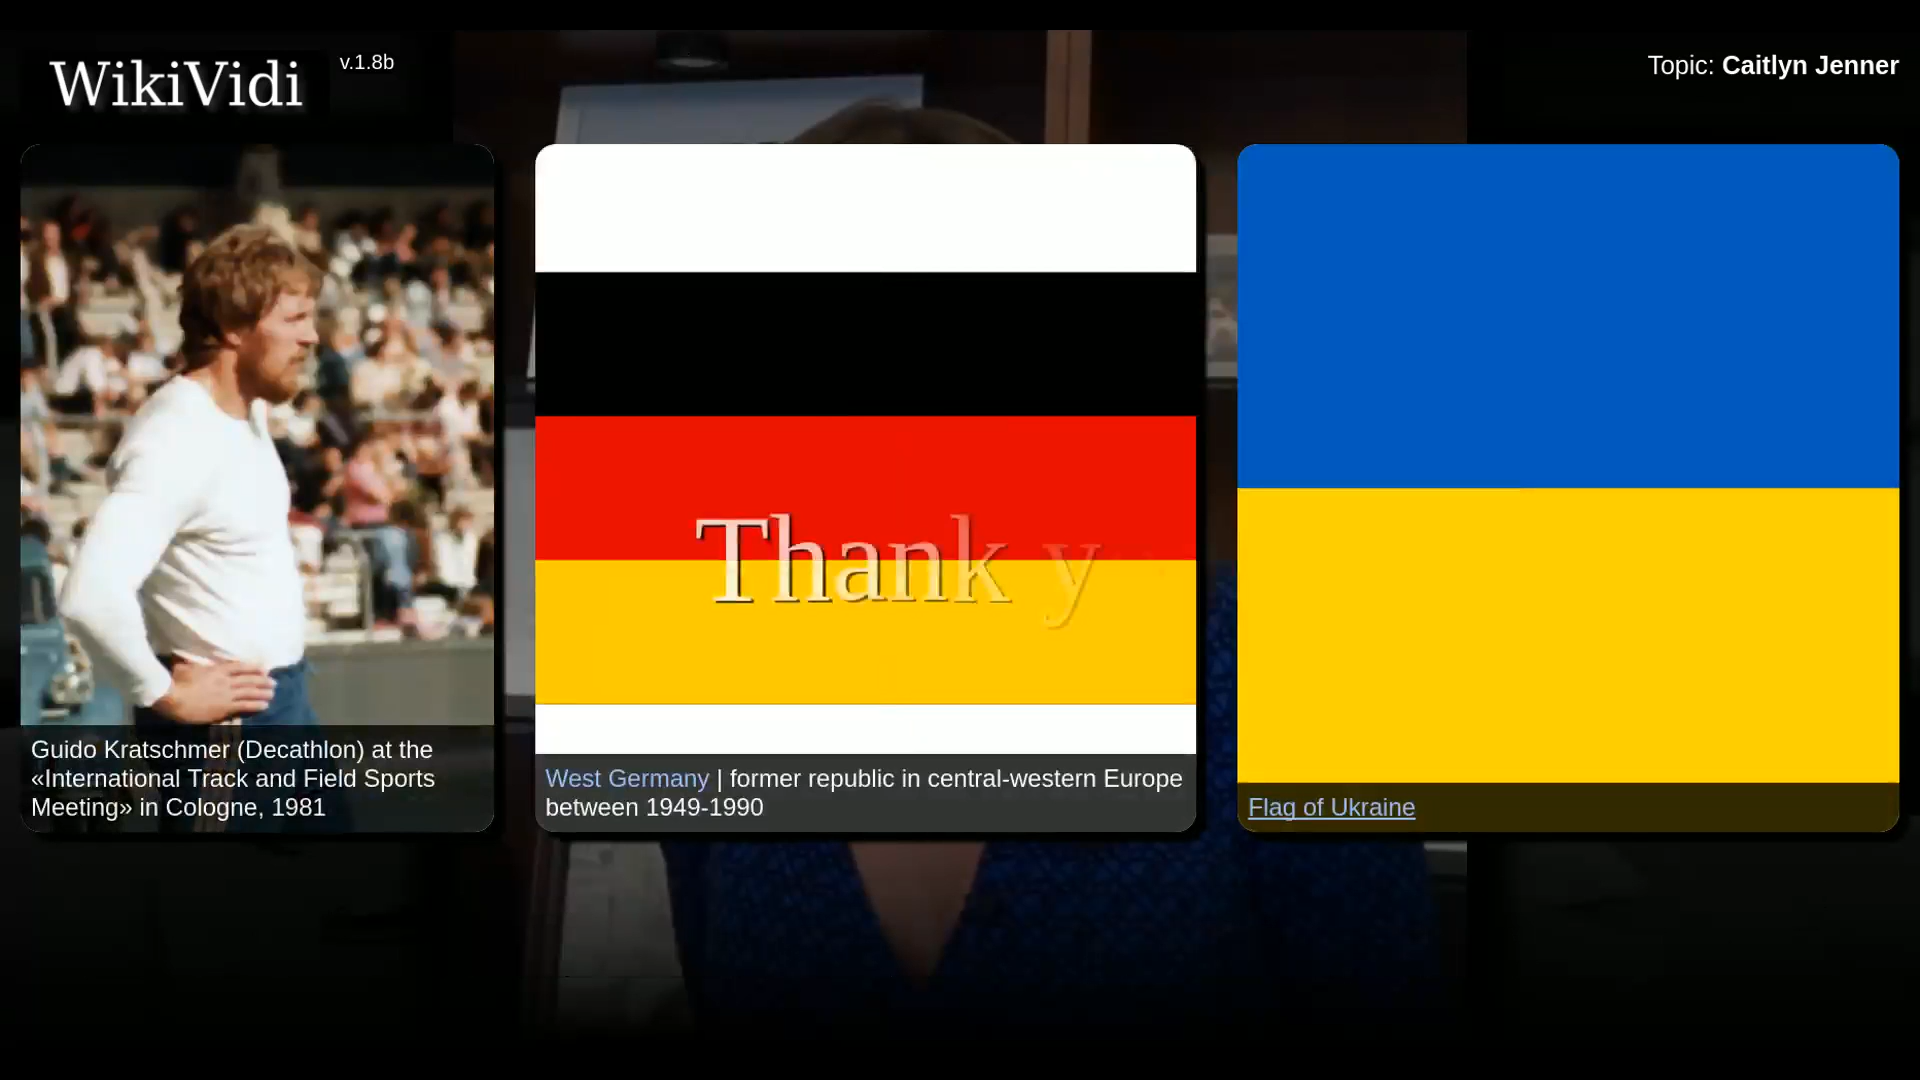 WikiVidi
v.1.8b
Topic: Caitlyn Jenner
Guido Kratschmer (Decathlon) at the
«International Track and Field Sports
Meeting» in Cologne, 1981
Thank y
West Germany | former republic in central-western Europe
between 1949-1990
Flag of Ukraine